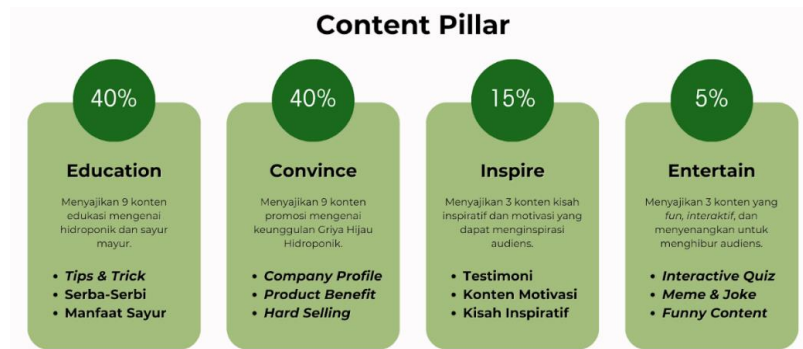 Content Pillar
40%
Education
Menyajikan 9 konten
edukasi mengenai
hidroponik dan sayur
mayur.
• Tips & Trick
• Serba-Serbi
• Manfaat Sayur
40%
Convince
Menyajikan 9 konten
promosi mengenai
keunggulan Griya Hijau
Hidroponik.
• Company Profile
• Product Benefit
• Hard Selling
15%
Inspire
Menyajikan 3 konten kisah
inspiratif dan motivasi yang
dapat menginspirasi
audiens.
• Testimoni
• Konten Motivasi
• Kisah Inspiratif
5%
Entertain
Menyajikan 3 konten yang
fun, interaktif, dan
menyenangkan untuk
menghibur audiens.
• Interactive Quiz
• Meme & Joke
• Funny Content